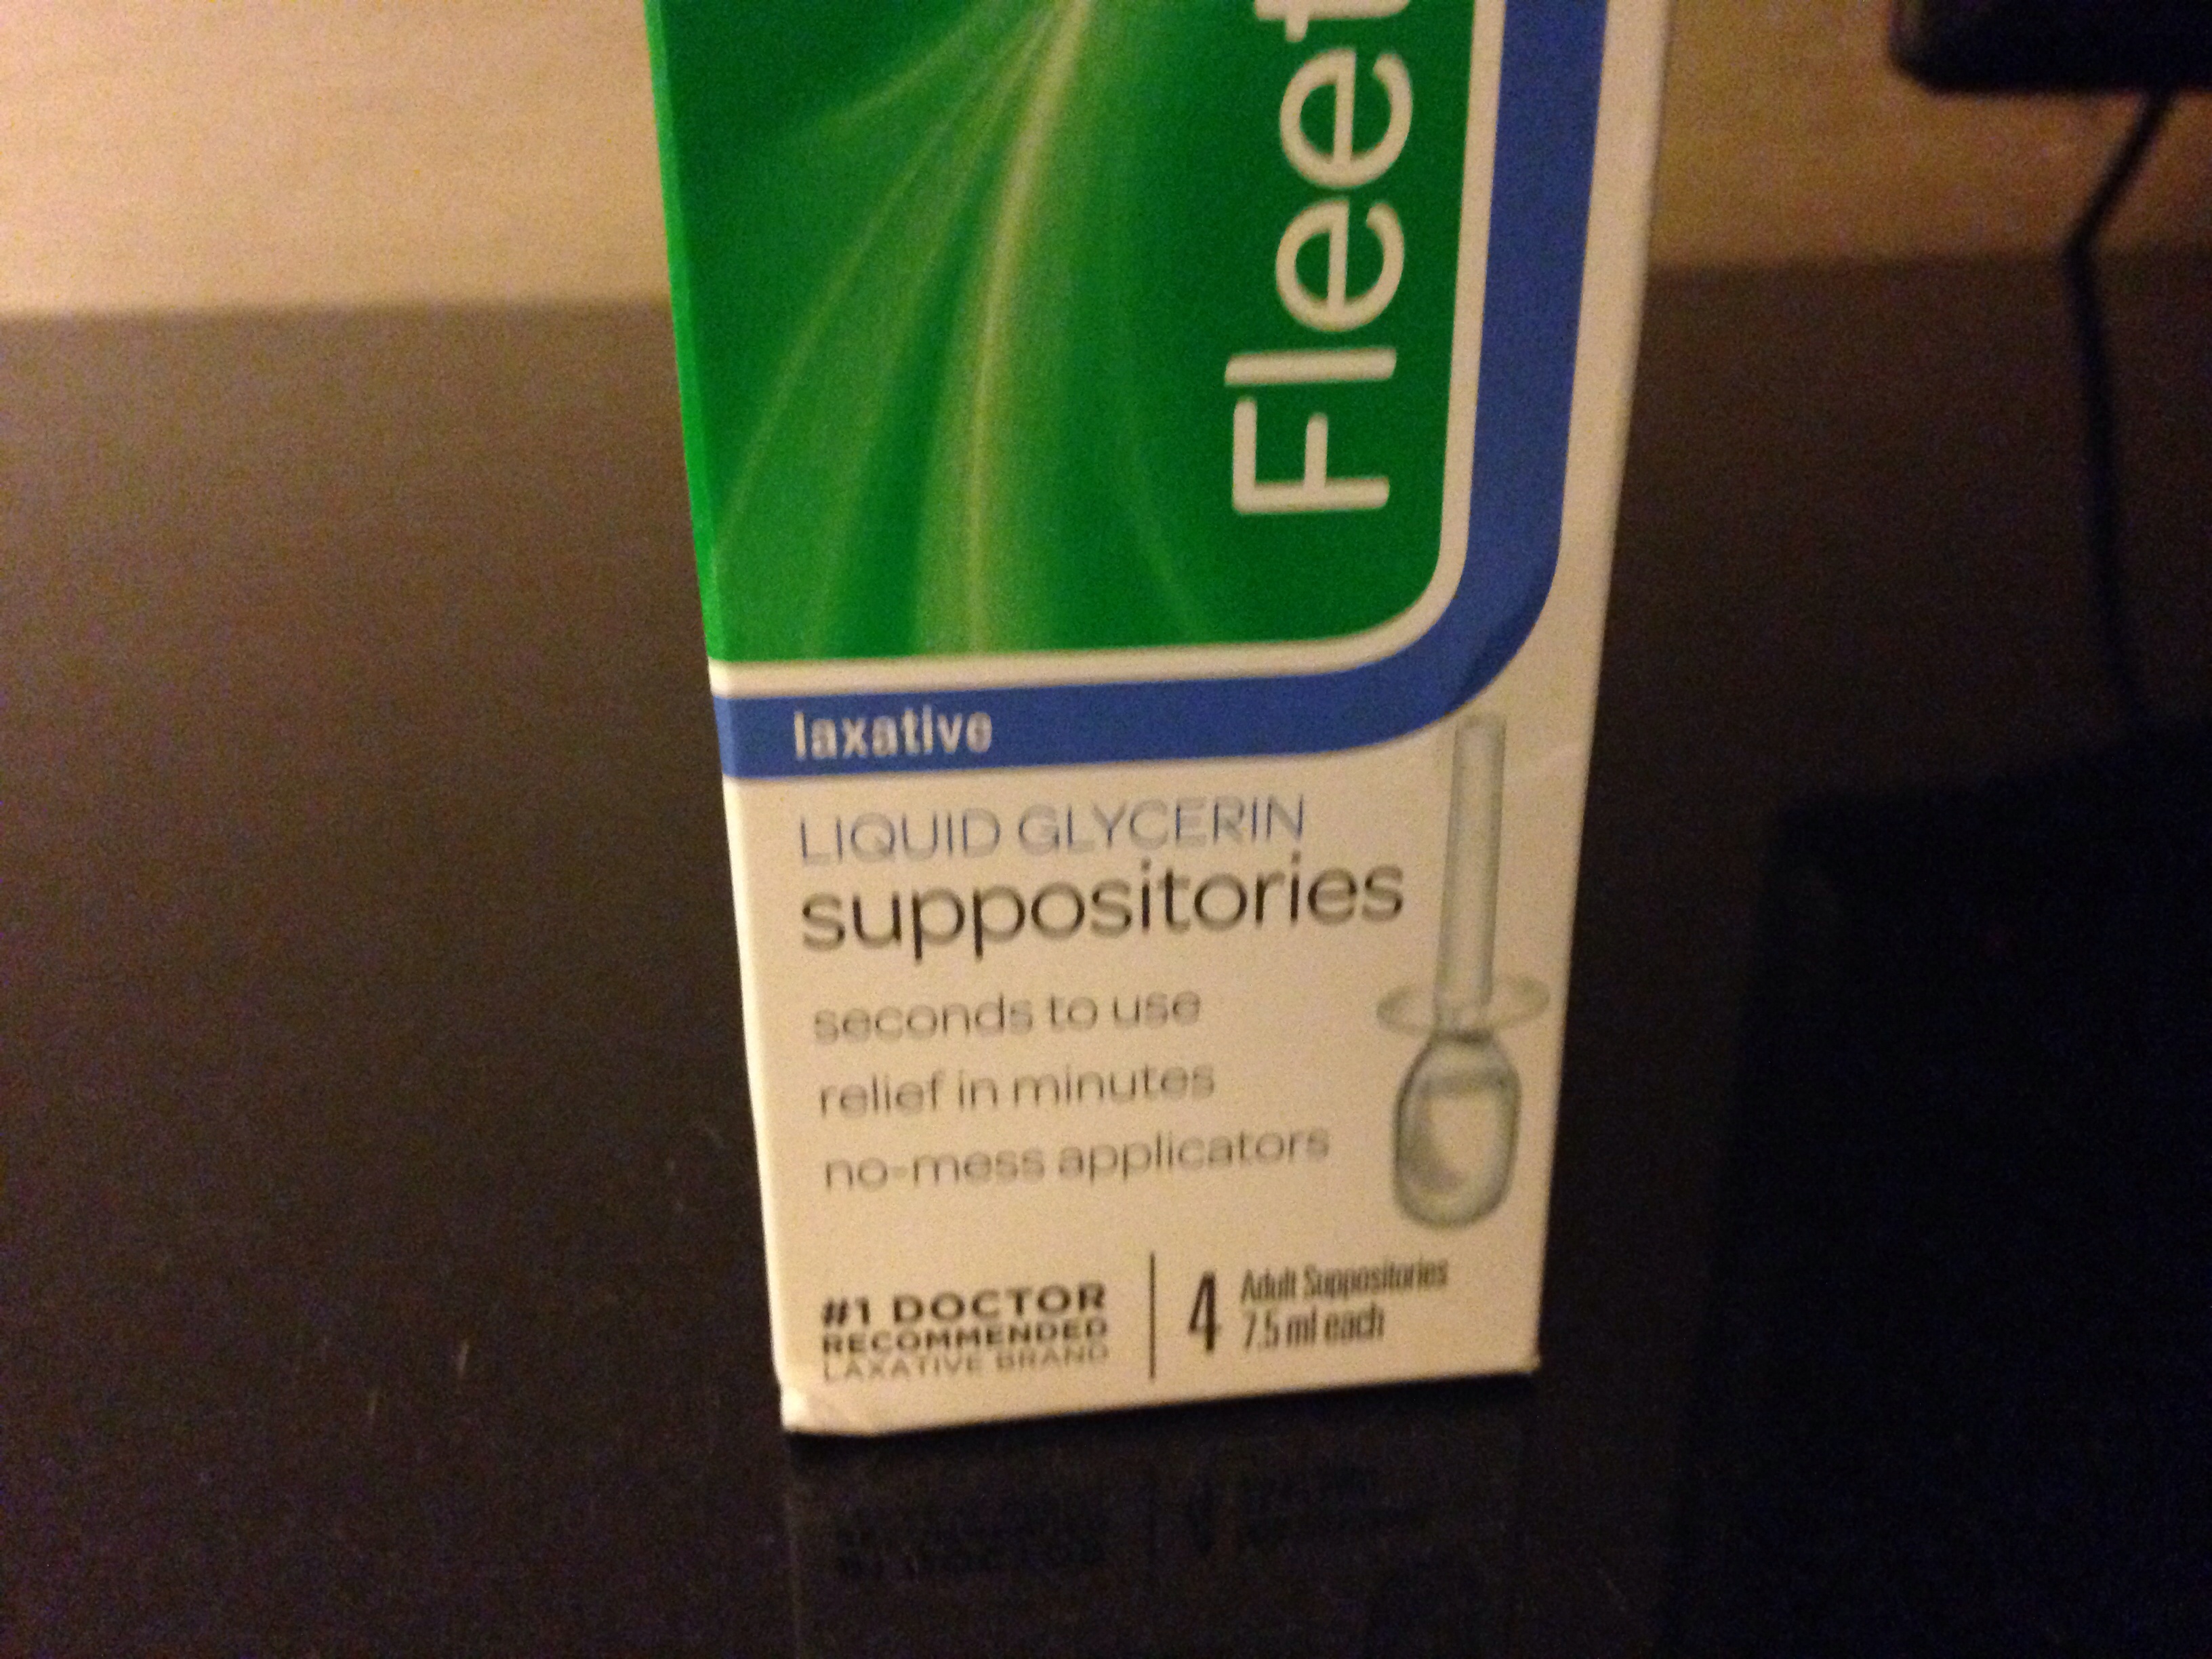 Fleet
laxative
LIQUID GLYCERIN
suppositories
seconds to use
relief in minutes
no-mess applicators
#1 DOCTOR
RECOMMENDED
LAXATIVE BRAND
4
Adult Suppositories
7.5 ml each